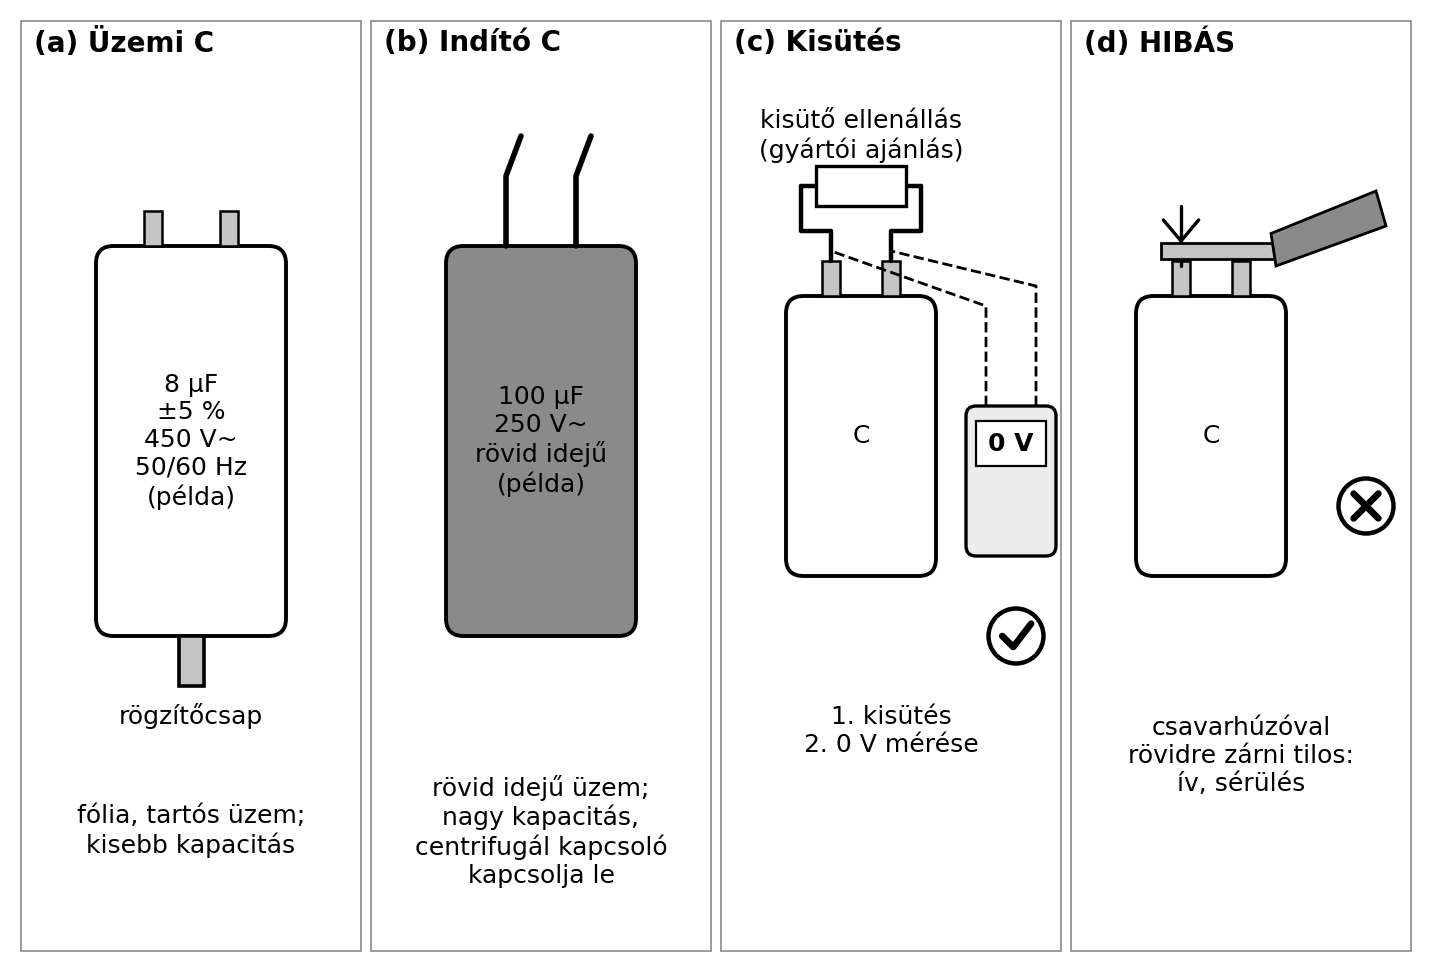 (a) Üzemi C
8 µF
±5 %
450 V~
50/60 Hz
(példa)
rögzítőcsap
fólia, tartós üzem;
kisebb kapacitás
(b) Indító C
100 µF
250 V~
rövid idejű
(példa)
rövid idejű üzem;
nagy kapacitás,
centrifugál kapcsoló
kapcsolja le
(c) Kisütés
kisütő ellenállás
(gyártói ajánlás)
C
0 V
1. kisütés
2. 0 V mérése
(d) HIBÁS
C
csavarhúzóval
rövidre zárni tilos:
ív, sérülés